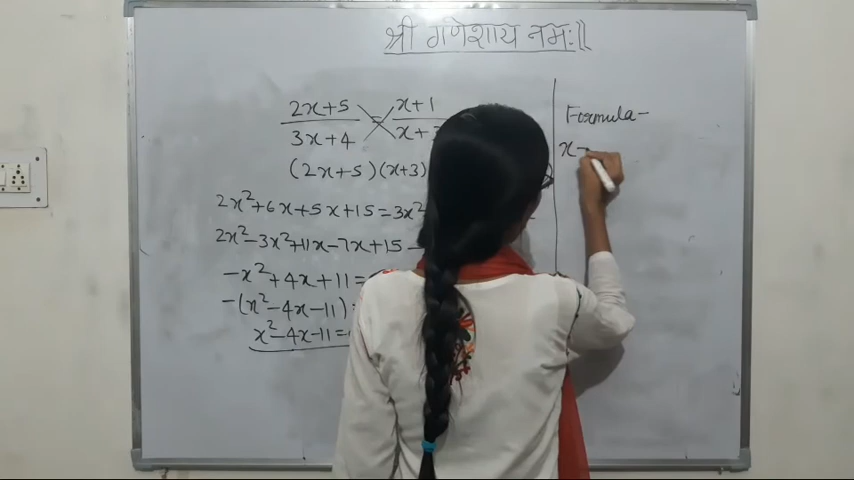 श्री गणेशाय नमः॥
2x+5 = x+1
3x+4 x+
(2x+5)(x+3)
2x²+6x+5x+15=3x²
2x²-3x²+11x-7x+15-
-x²+4x+11=
-(x²-4x-11)
x²-4x-11=
Formula-
x=